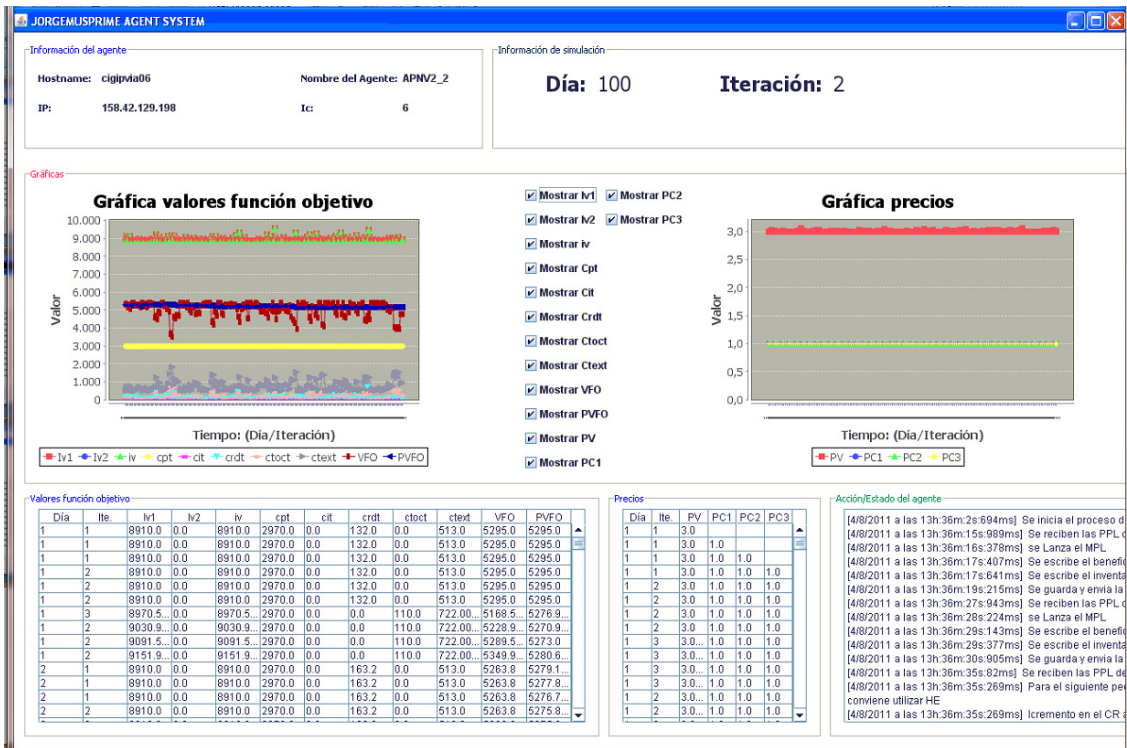 JORGEMUSPRIME AGENT SYSTEM
Información del agente
Hostname: cigipvia06 Nombre del Agente: APNV2_2
IP: 158.42.129.198 Ic: 6
Información de simulación
Día: 100 Iteración: 2
Gráficas
Gráfica valores función objetivo
10.000
9.000
8.000
7.000
6.000
5.000
4.000
3.000
2.000
1.000
0
Valor
Tiempo: (Día/Iteración)
Iv1 Iv2 iv cpt cit crdt ctoct ctext VFO PVFO
Mostrar Iv1 Mostrar PC2
Mostrar Iv2 Mostrar PC3
Mostrar iv
Mostrar Cpt
Mostrar Cit
Mostrar Crdt
Mostrar Ctoct
Mostrar Ctext
Mostrar VFO
Mostrar PVFO
Mostrar PV
Mostrar PC1
Gráfica precios
3,0
2,5
2,0
1,5
1,0
0,5
0,0
Valor
Tiempo: (Día/Iteración)
PV PC1 PC2 PC3
Valores función objetivo
Día Ite. Iv1 Iv2 iv cpt cit crdt ctoct ctext VFO PVFO
1 1 8910.0 0.0 8910.0 2970.0 0.0 132.0 0.0 513.0 5295.0 5295.0
1 1 8910.0 0.0 8910.0 2970.0 0.0 132.0 0.0 513.0 5295.0 5295.0
1 1 8910.0 0.0 8910.0 2970.0 0.0 132.0 0.0 513.0 5295.0 5295.0
1 2 8910.0 0.0 8910.0 2970.0 0.0 132.0 0.0 513.0 5295.0 5295.0
1 2 8910.0 0.0 8910.0 2970.0 0.0 132.0 0.0 513.0 5295.0 5295.0
1 2 8910.0 0.0 8910.0 2970.0 0.0 132.0 0.0 513.0 5295.0 5295.0
1 3 8970.5... 0.0 8970.5... 2970.0 0.0 0.0 110.0 722.00... 5168.5... 5276.9...
1 2 9030.9... 0.0 9030.9... 2970.0 0.0 0.0 110.0 722.00... 5228.9... 5270.9...
1 2 9091.5... 0.0 9091.5... 2970.0 0.0 0.0 110.0 722.00... 5289.5... 5273.0
1 2 9151.9... 0.0 9151.9... 2970.0 0.0 0.0 110.0 722.00... 5349.9... 5280.6...
2 1 8910.0 0.0 8910.0 2970.0 0.0 163.2 0.0 513.0 5263.8 5279.1...
2 1 8910.0 0.0 8910.0 2970.0 0.0 163.2 0.0 513.0 5263.8 5277.8...
2 1 8910.0 0.0 8910.0 2970.0 0.0 163.2 0.0 513.0 5263.8 5276.7...
2 2 8910.0 0.0 8910.0 2970.0 0.0 163.2 0.0 513.0 5263.8 5275.8...
Precios
Día Ite. PV PC1 PC2 PC3
1 1 3.0
1 1 3.0 1.0
1 1 3.0 1.0 1.0
1 1 3.0 1.0 1.0 1.0
1 2 3.0 1.0 1.0 1.0
1 2 3.0 1.0 1.0 1.0
1 2 3.0 1.0 1.0 1.0
1 2 3.0 1.0 1.0 1.0
1 3 3.0... 1.0 1.0 1.0
1 3 3.0... 1.0 1.0 1.0
1 3 3.0... 1.0 1.0 1.0
1 3 3.0... 1.0 1.0 1.0
1 2 3.0... 1.0 1.0 1.0
1 2 3.0... 1.0 1.0 1.0
Acción/Estado del agente
[4/8/2011 a las 13h:36m:2s:694ms] Se inicia el proceso d
[4/8/2011 a las 13h:36m:15s:989ms] Se reciben las PPL
[4/8/2011 a las 13h:36m:16s:378ms] se Lanza el MPL
[4/8/2011 a las 13h:36m:17s:407ms] Se escribe el benefic
[4/8/2011 a las 13h:36m:17s:641ms] Se escribe el inventa
[4/8/2011 a las 13h:36m:19s:215ms] Se guarda y envia la
[4/8/2011 a las 13h:36m:27s:943ms] Se reciben las PPL
[4/8/2011 a las 13h:36m:28s:224ms] se Lanza el MPL
[4/8/2011 a las 13h:36m:29s:143ms] Se escribe el benefic
[4/8/2011 a las 13h:36m:29s:377ms] Se escribe el inventa
[4/8/2011 a las 13h:36m:30s:905ms] Se guarda y envia la
[4/8/2011 a las 13h:36m:35s:82ms] Se reciben las PPL de
[4/8/2011 a las 13h:36m:35s:269ms] Para el siguiente pe
conviene utilizar HE
[4/8/2011 a las 13h:36m:35s:269ms] Icremento en el CR